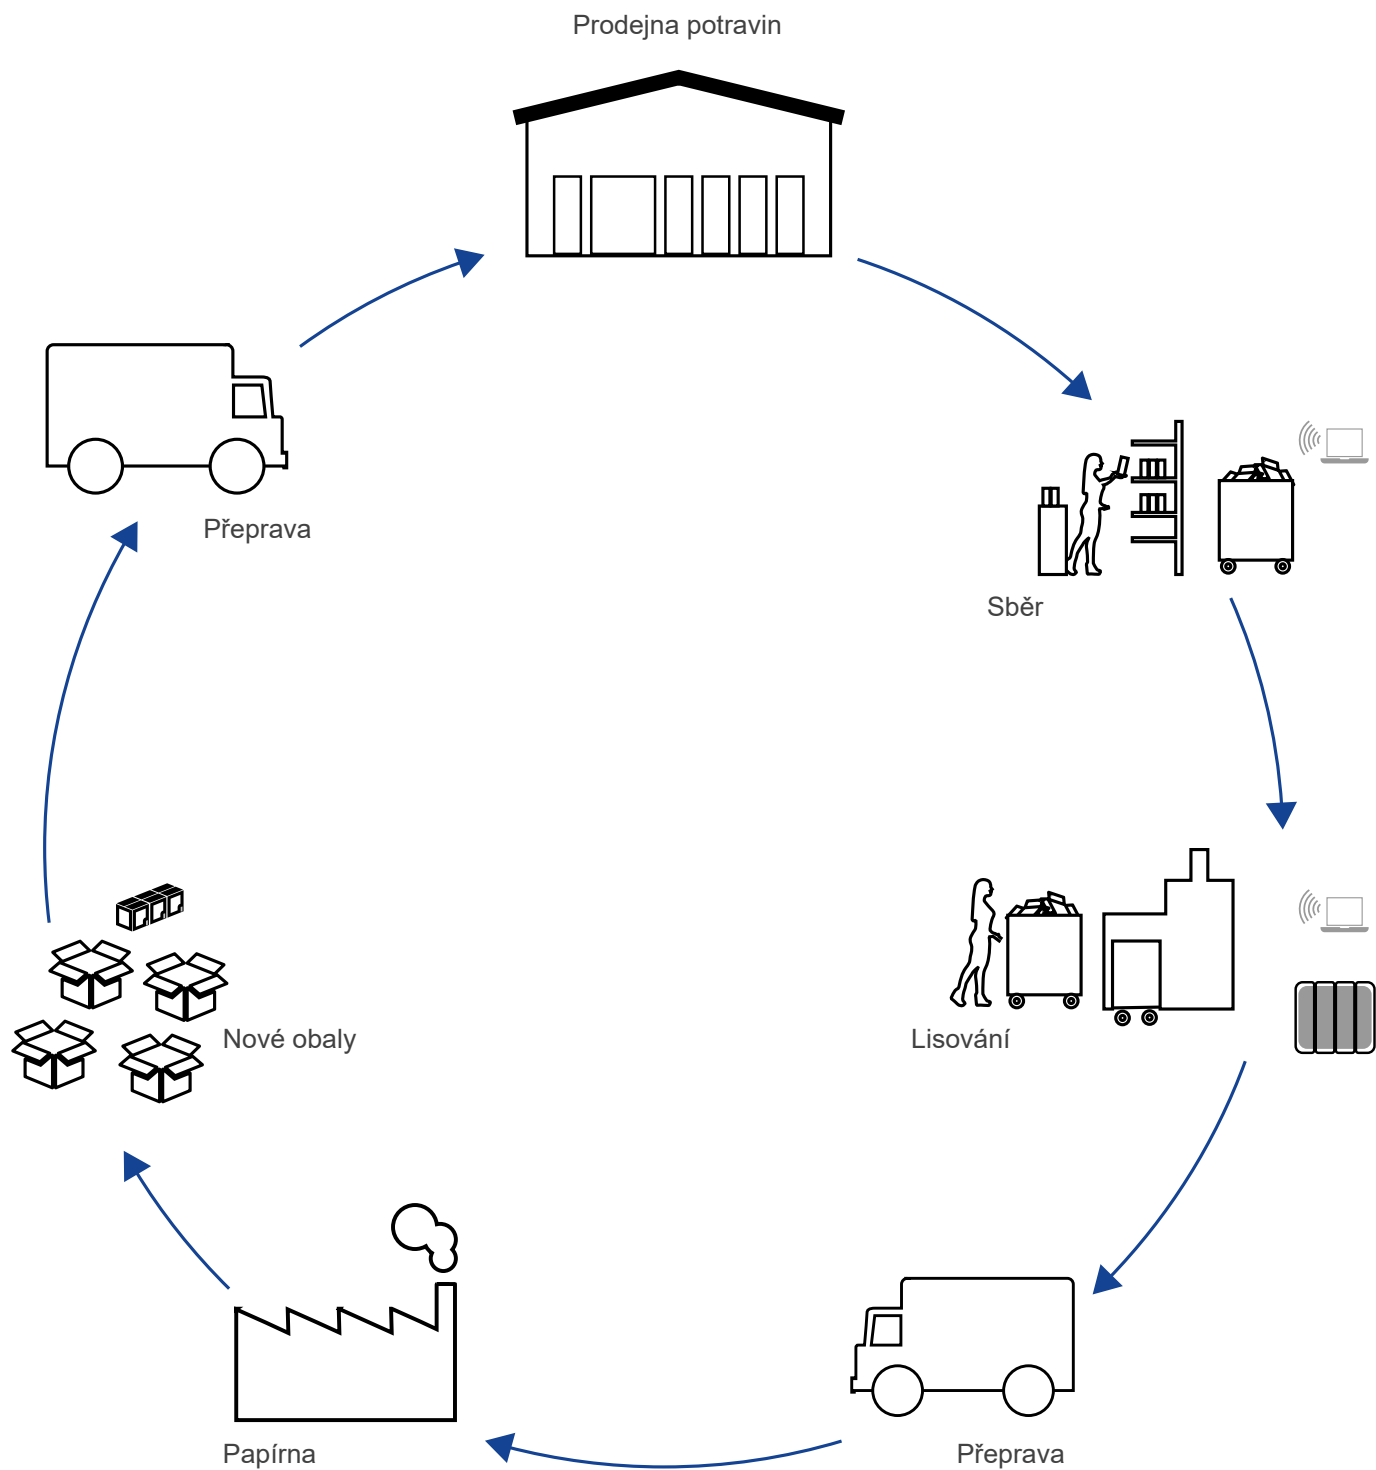 Prodejna potravin
Přeprava
Sběr
Lisování
Nové obaly
Papírna
Přeprava